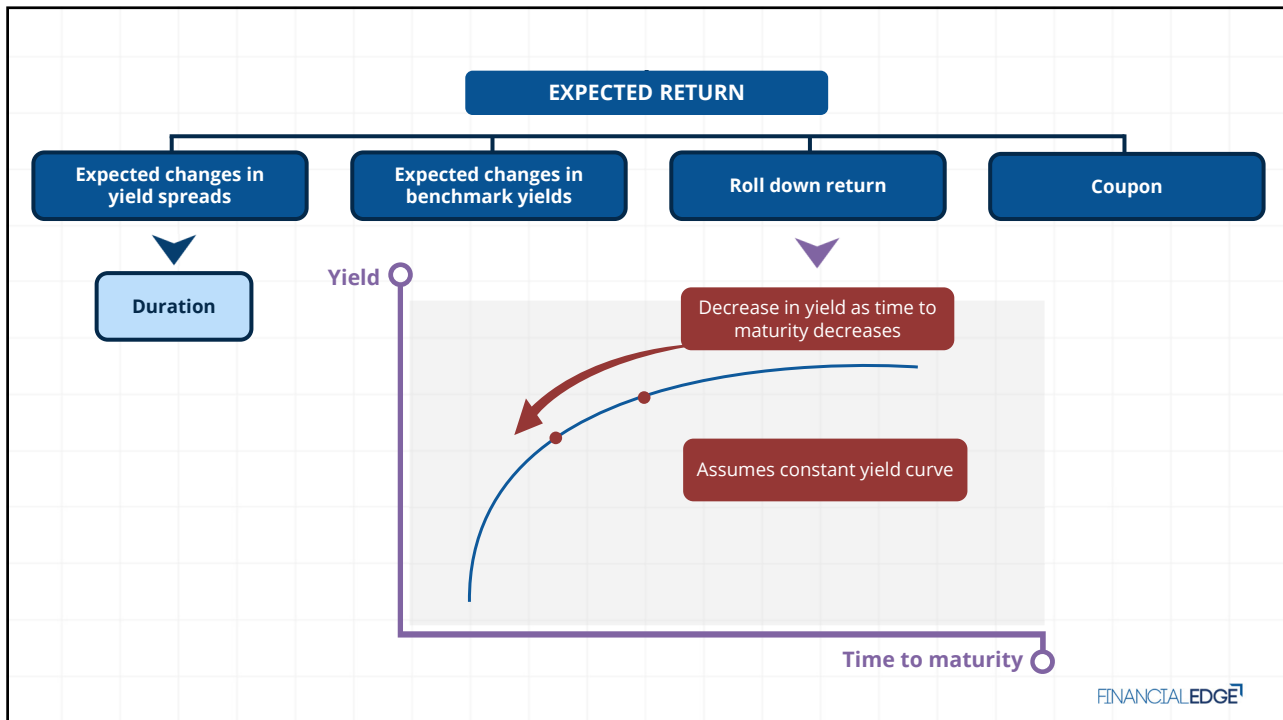 EXPECTED RETURN
Expected changes in
yield spreads
Expected changes in
benchmark yields
Roll down return
Coupon
Duration
Yield
Decrease in yield as time to
maturity decreases
Assumes constant yield curve
Time to maturity
FINANCIALEDGE